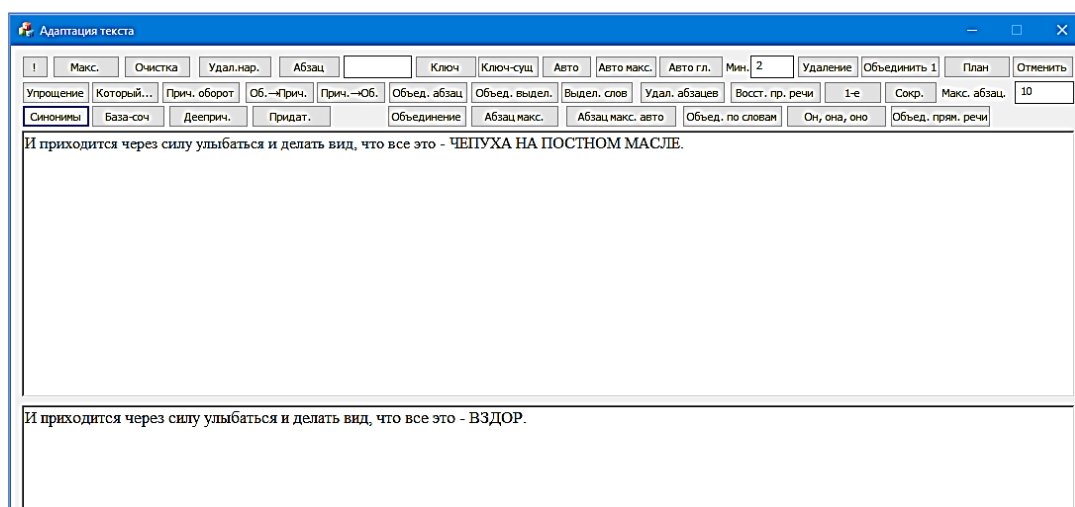 Адаптация текста
! Макс. Очистка Удал.нар. Абзац Ключ Ключ-сущ Авто Авто макс. Авто гл. Мин. 2 Удаление Объединить 1 План Отменить
Упрощение Который... Прич. оборот Об.→Прич. Прич.→Об. Объед. абзац Объед. выдел. Выдел. слов Удал. абзацев Восст. пр. речи 1-е Сокр. Макс. абзац. 10
Синонимы База-соч Дееприч. Придат. Объединение Абзац макс. Абзац макс. авто Объед. по словам Он, она, оно Объед. прям. речи
И приходится через силу улыбаться и делать вид, что все это - ЧЕПУХА НА ПОСТНОМ МАСЛЕ.
И приходится через силу улыбаться и делать вид, что все это - ВЗДОР.